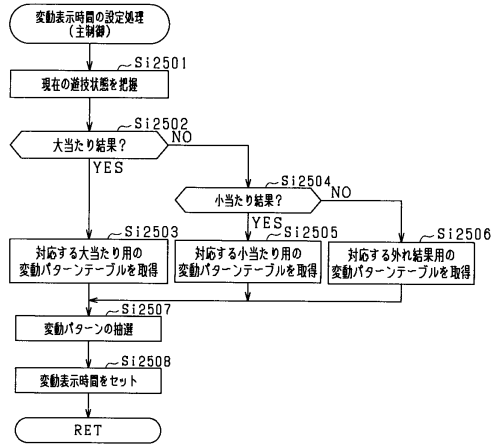 変動表示時間の設定処理
(主制御)
Si2501
現在の遊技状態を把握
Si2502
大当たり結果?
NO
YES
Si2504
小当たり結果?
NO
YES
Si2503
対応する大当たり用の
変動パターンテーブルを取得
Si2505
対応する小当たり用の
変動パターンテーブルを取得
Si2506
対応する外れ結果用の
変動パターンテーブルを取得
Si2507
変動パターンの抽選
Si2508
変動表示時間をセット
RET